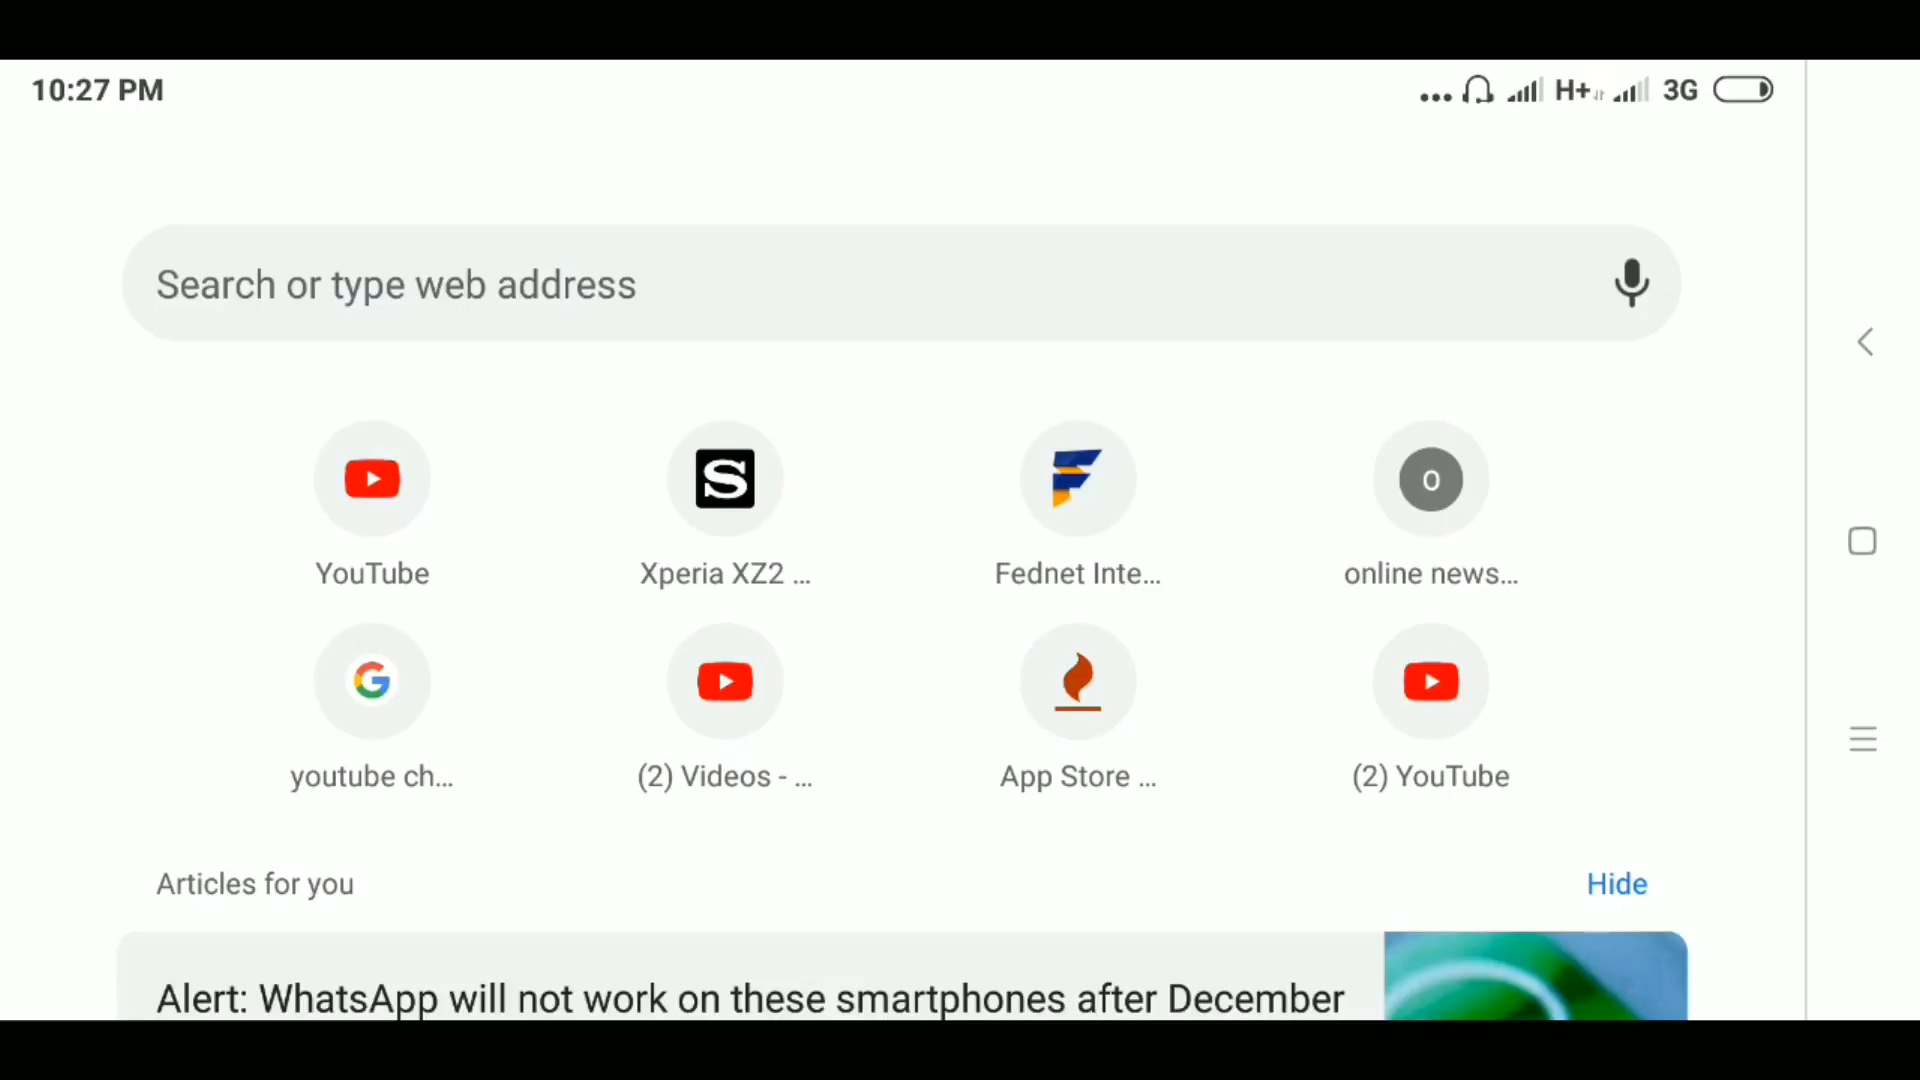 10:27 PM
... H+ 3G
Search or type web address
S
F
o
YouTube
Xperia XZ2 ...
Fednet Inte...
online news...
G
youtube ch...
(2) Videos - ...
App Store ...
(2) YouTube
Articles for you
Hide
Alert: WhatsApp will not work on these smartphones after December